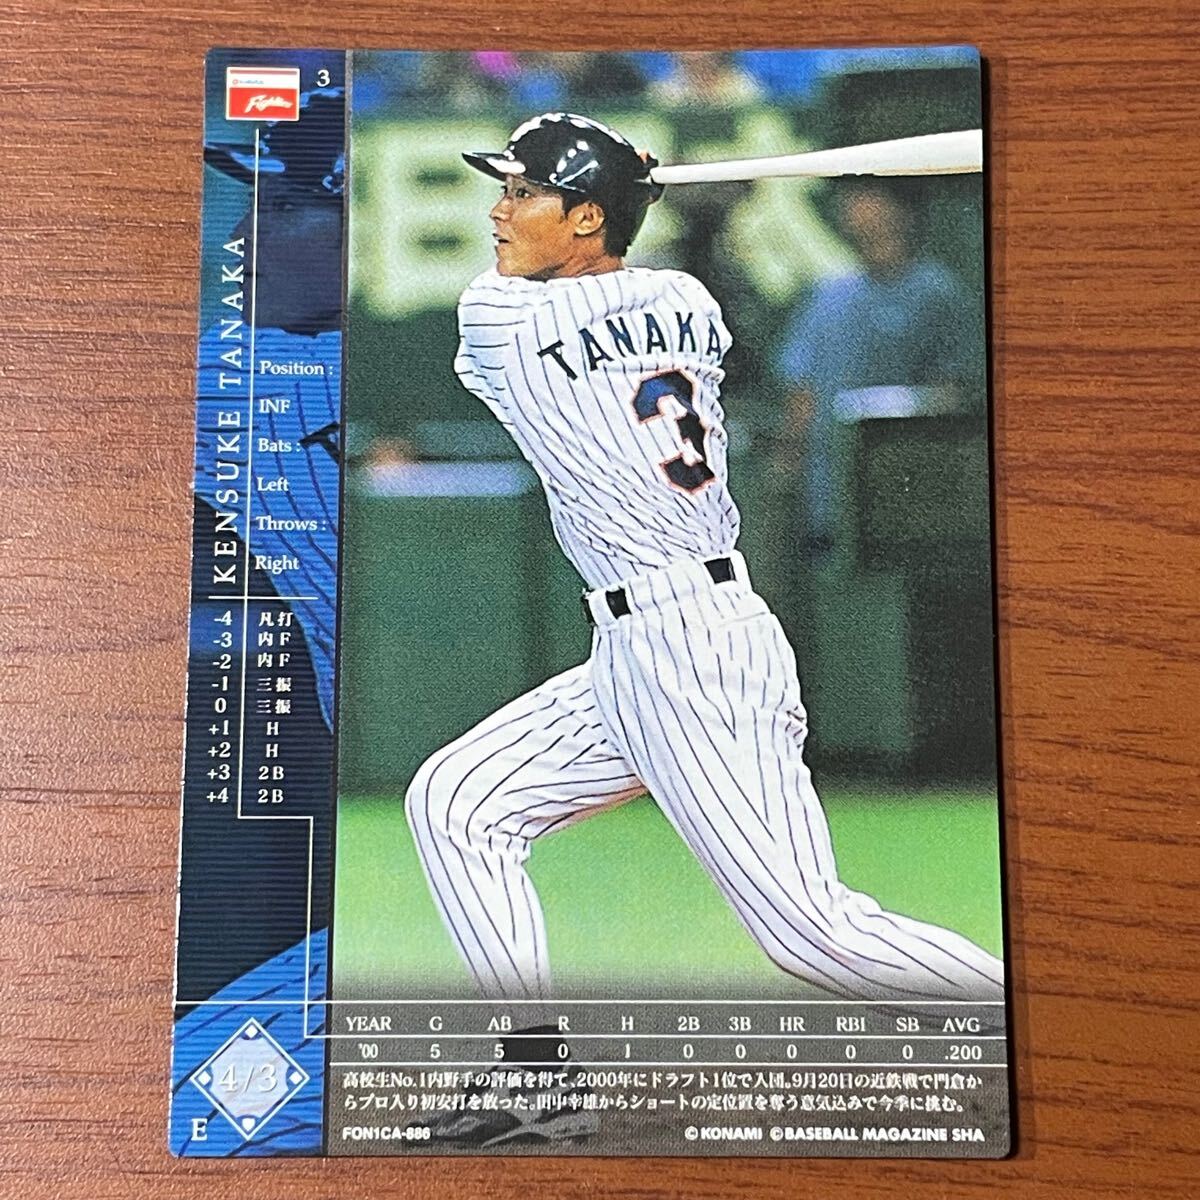 Fighters
3
KENSUKE TANAKA
Position :
INF
Bats :
Left
Throws :
Right
-4 凡打
-3 内F
-2 内F
-1 三振
0 三振
+1 H
+2 H
+3 2B
+4 2B
4/3
E
TANAKA
3
YEAR G AB R H 2B 3B HR RBI SB AVG
'00 5 5 0 1 0 0 0 0 0 .200
高校生No.1内野手の評価を得て、2000年にドラフト1位で入団。9月20日の近鉄戦で門倉か
らプロ入り初安打を放った。田中幸雄からショートの定位置を奪う意気込みで今季に挑む。
FON1CA-886
©KONAMI ©BASEBALL MAGAZINE SHA